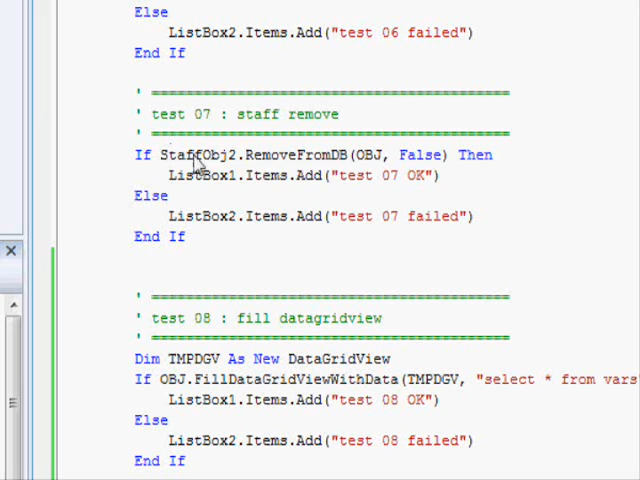 Else
ListBox2.Items.Add("test 06 failed")
End If
' ===========================================
' test 07 : staff remove
' ===========================================
If StaffObj2.RemoveFromDB(OBJ, False) Then
ListBox1.Items.Add("test 07 OK")
Else
ListBox2.Items.Add("test 07 failed")
End If
' ===========================================
' test 08 : fill datagridview
' ===========================================
Dim TMPDGV As New DataGridView
If OBJ.FillDataGridViewWithData(TMPDGV, "select * from vars"
ListBox1.Items.Add("test 08 OK")
Else
ListBox2.Items.Add("test 08 failed")
End If